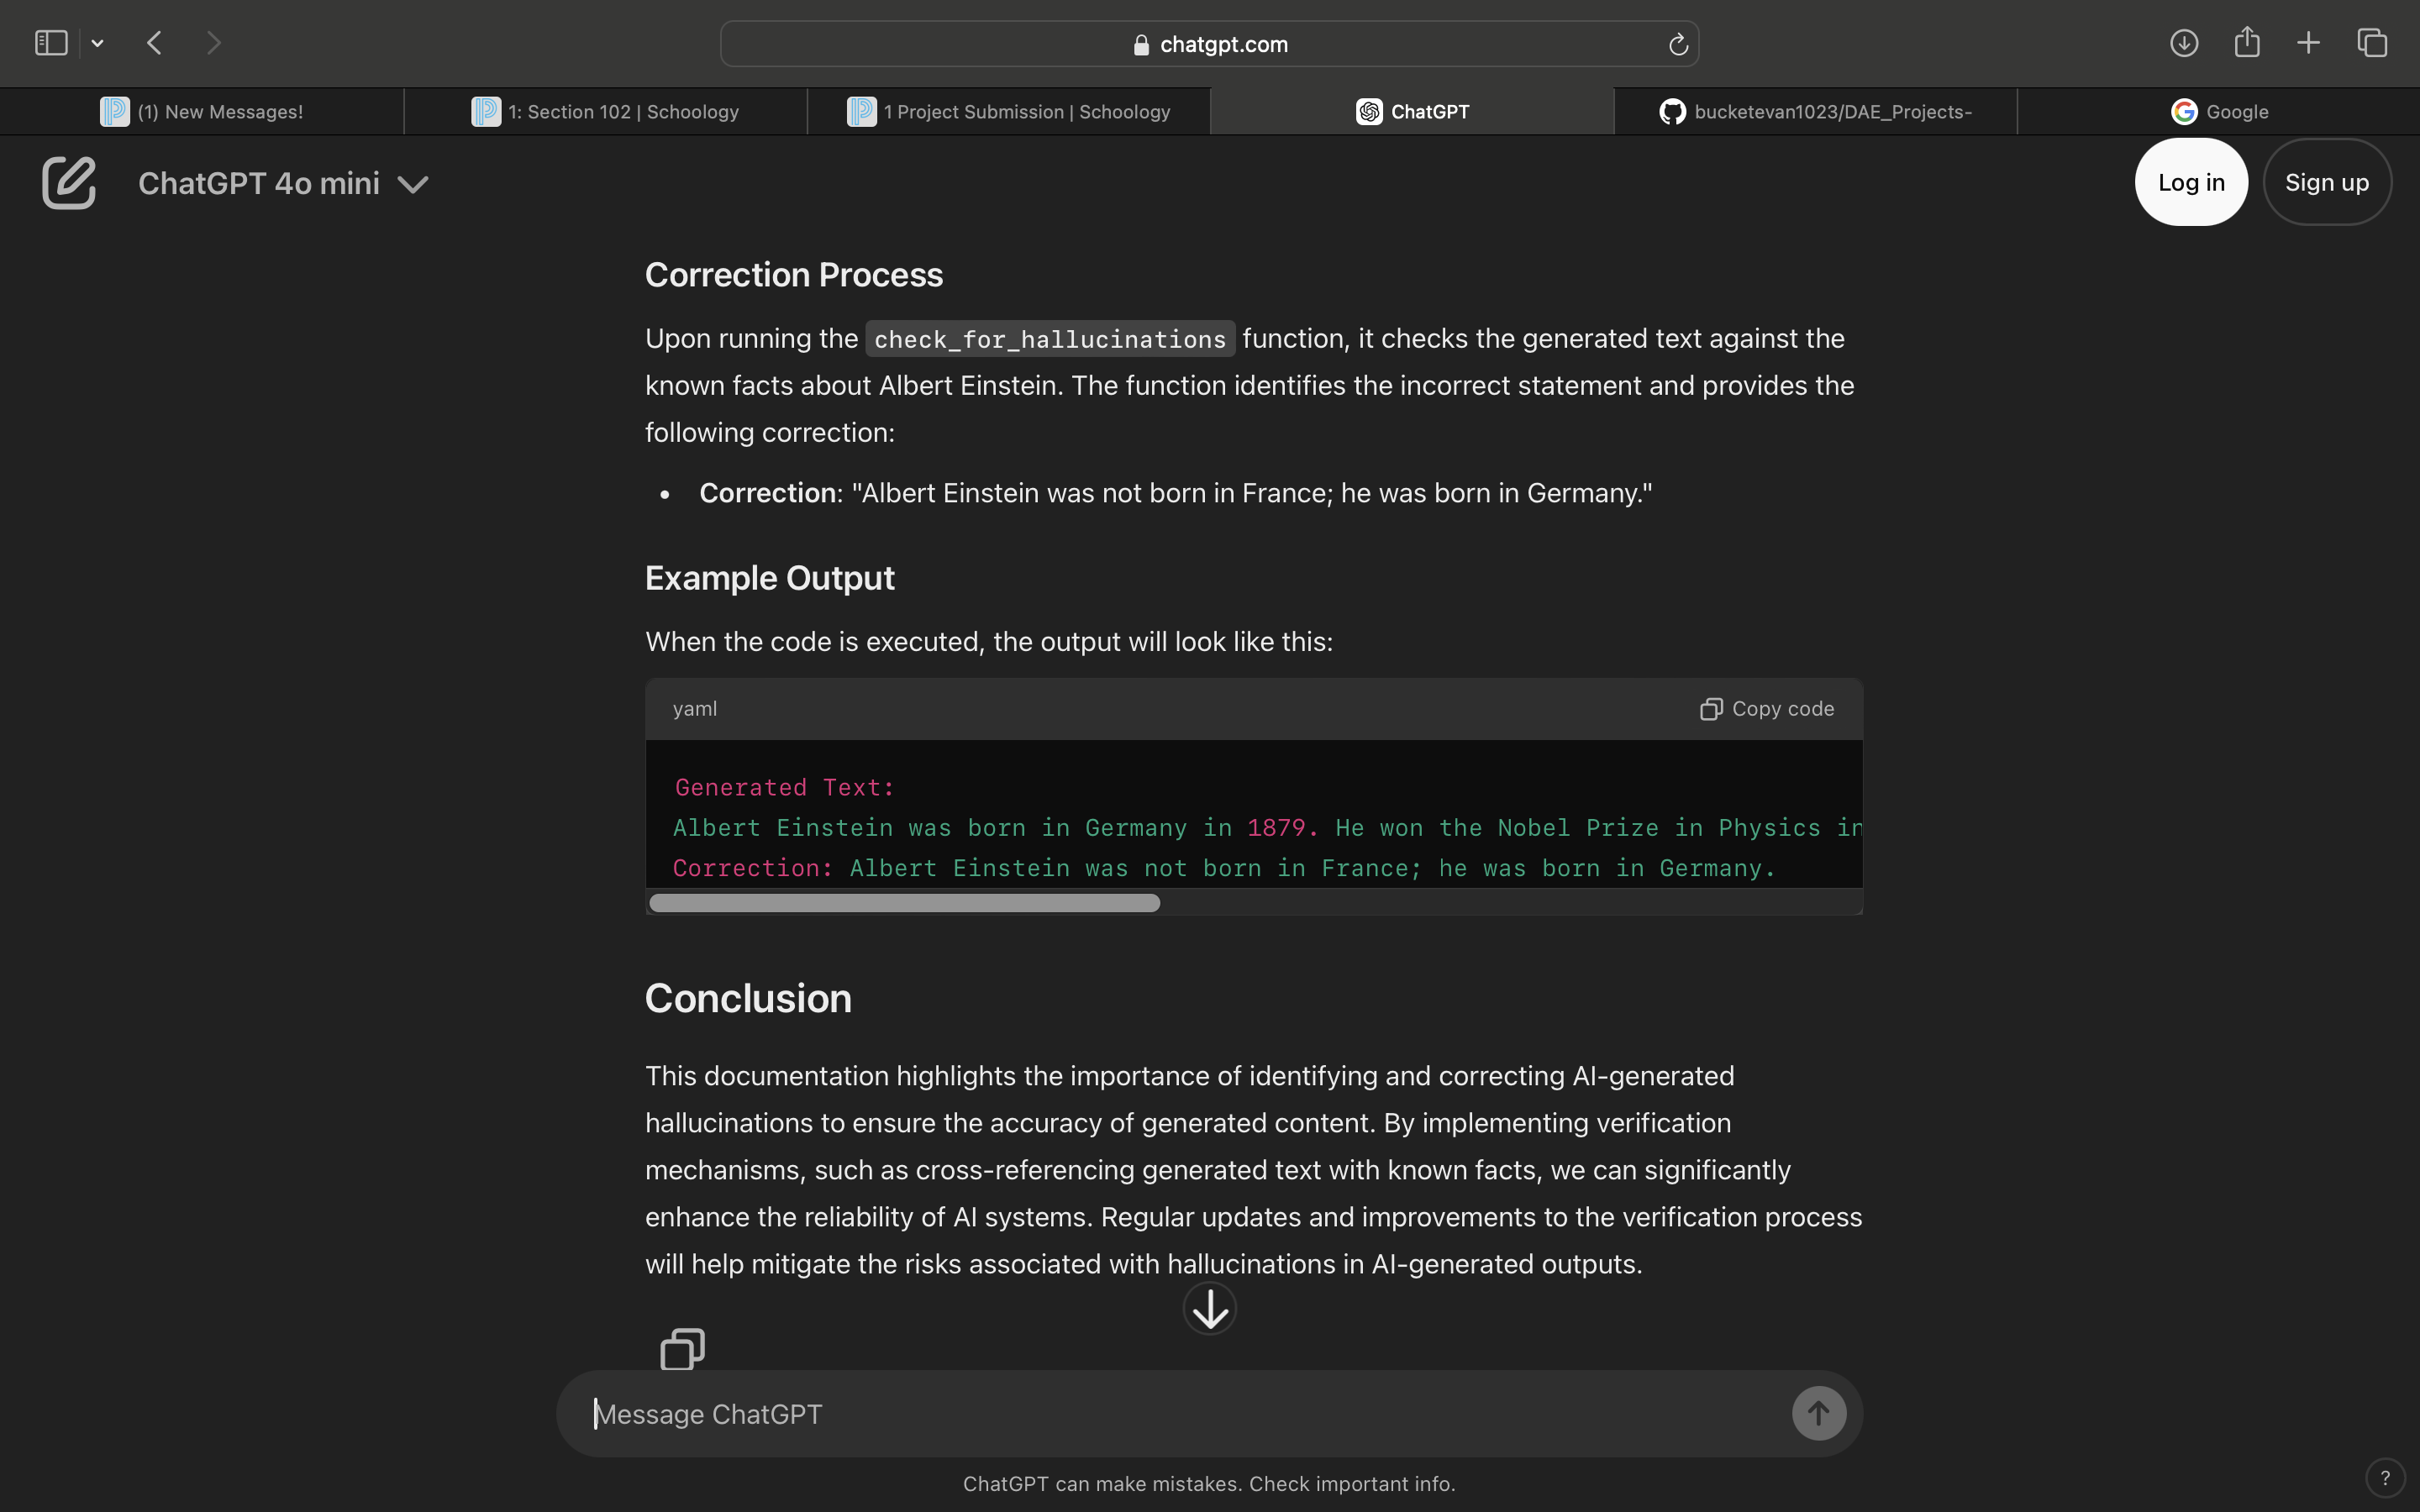 chatgpt.com
(1) New Messages!
1: Section 102 | Schoology
1 Project Submission | Schoology
ChatGPT
bucketevan1023/DAE_Projects-
Google
ChatGPT 4o mini
Log in
Sign up
Correction Process
Upon running the check_for_hallucinations function, it checks the generated text against the
known facts about Albert Einstein. The function identifies the incorrect statement and provides the
following correction:
• Correction: "Albert Einstein was not born in France; he was born in Germany."
Example Output
When the code is executed, the output will look like this:
yaml
Copy code
Generated Text:
Albert Einstein was born in Germany in 1879. He won the Nobel Prize in Physics in
Correction: Albert Einstein was not born in France; he was born in Germany.
Conclusion
This documentation highlights the importance of identifying and correcting AI-generated
hallucinations to ensure the accuracy of generated content. By implementing verification
mechanisms, such as cross-referencing generated text with known facts, we can significantly
enhance the reliability of AI systems. Regular updates and improvements to the verification process
will help mitigate the risks associated with hallucinations in AI-generated outputs.
Message ChatGPT
ChatGPT can make mistakes. Check important info.
?